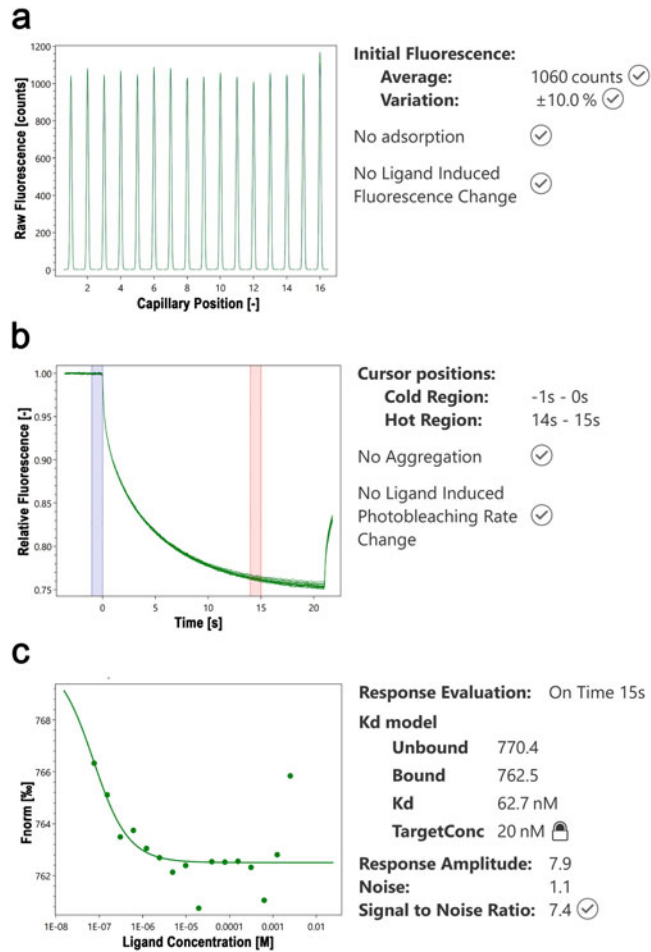 a
1200
1000
800
600
400
200
0
Raw Fluorescence [counts]
2 4 6 8 10 12 14 16
Capillary Position [-]
Initial Fluorescence:
Average: 1060 counts
Variation: ±10.0 %
No adsorption
No Ligand Induced
Fluorescence Change
b
1.00
0.95
0.90
0.85
0.80
0.75
Relative Fluorescence [-]
0 5 10 15 20
Time [s]
Cursor positions:
Cold Region: -1s - 0s
Hot Region: 14s - 15s
No Aggregation
No Ligand Induced
Photobleaching Rate
Change
c
768
766
764
762
Fnorm [‰]
1E-08 1E-07 1E-06 1E-05 0.0001 0.001 0.01
Ligand Concentration [M]
Response Evaluation: On Time 15s
Kd model
Unbound 770.4
Bound 762.5
Kd 62.7 nM
TargetConc 20 nM
Response Amplitude: 7.9
Noise: 1.1
Signal to Noise Ratio: 7.4